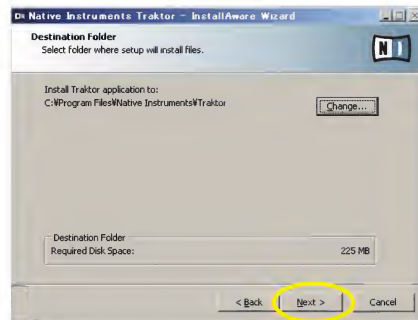 Native Instruments Traktor - InstallAware Wizard
Destination Folder
Select folder where setup will install files.
N I
Install Traktor application to:
C:¥Program Files¥Native Instruments¥Traktor
Change...
Destination Folder
Required Disk Space: 225 MB
< Back Next > Cancel